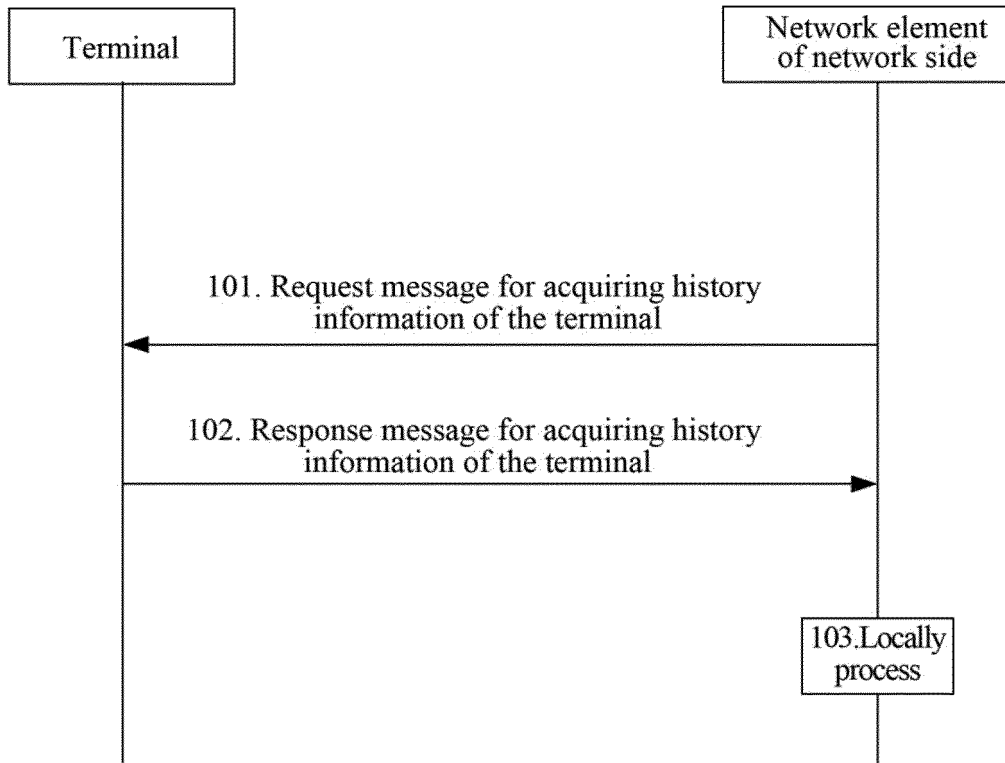 Terminal
Network element
of network side
101. Request message for acquiring history
information of the terminal
102. Response message for acquiring history
information of the terminal
103.Locally
process